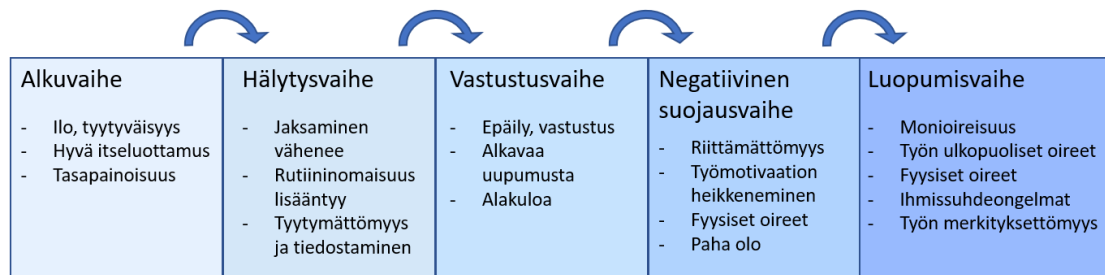 Alkuvaihe
- Ilo, tyytyväisyys
- Hyvä itseluottamus
- Tasapainoisuus
Hälytysvaihe
- Jaksaminen
vähenee
- Rutiininomaisuus
lisääntyy
- Tyytymättömyys
ja tiedostaminen
Vastustusvaihe
- Epäily, vastustus
- Alkavaa
uupumusta
- Alakuloa
Negatiivinen
suojausvaihe
- Riittämättömyys
- Työmotivaation
heikkeneminen
- Fyysiset oireet
- Paha olo
Luopumisvaihe
- Monioireisuus
- Työn ulkopuoliset oireet
- Fyysiset oireet
- Ihmissuhdeongelmat
- Työn merkityksettömyys